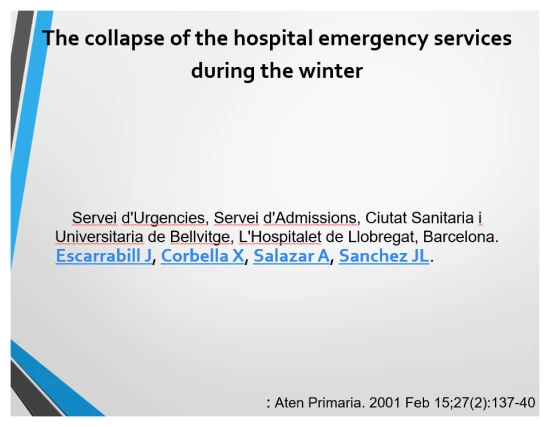 The collapse of the hospital emergency services
during the winter
Servei d'Urgencies, Servei d'Admissions, Ciutat Sanitaria i
Universitaria de Bellvitge, L'Hospitalet de Llobregat, Barcelona.
Escarrabill J, Corbella X, Salazar A, Sanchez JL.
: Aten Primaria. 2001 Feb 15;27(2):137-40